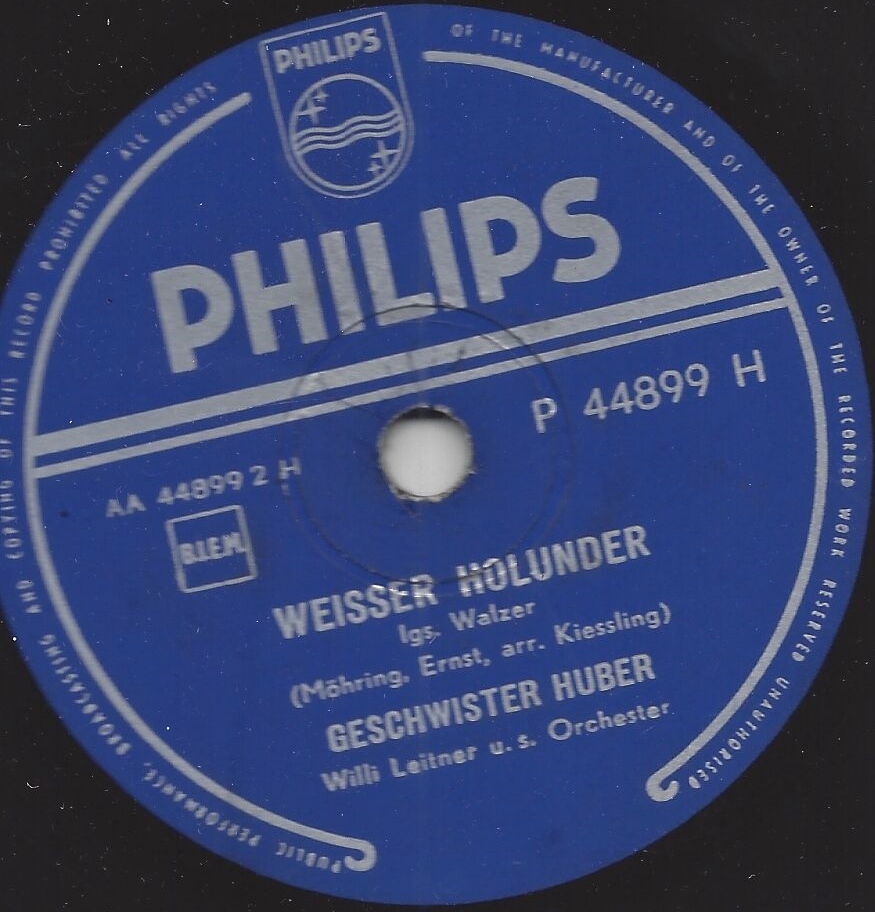 PHILIPS
PHILIPS
P 44899 H
AA 44899 2 H
B.I.E.M.
WEISSER HOLUNDER
lgs. Walzer
(Möhring, Ernst, arr. Kiessling)
GESCHWISTER HUBER
Willi Leitner u. s. Orchester
ALL RIGHTS OF THE MANUFACTURER AND OF THE OWNER OF THE RECORDED WORK RESERVED UNAUTHORISED PUBLIC PERFORMANCE, BROADCASTING AND COPYING OF THIS RECORD PROHIBITED